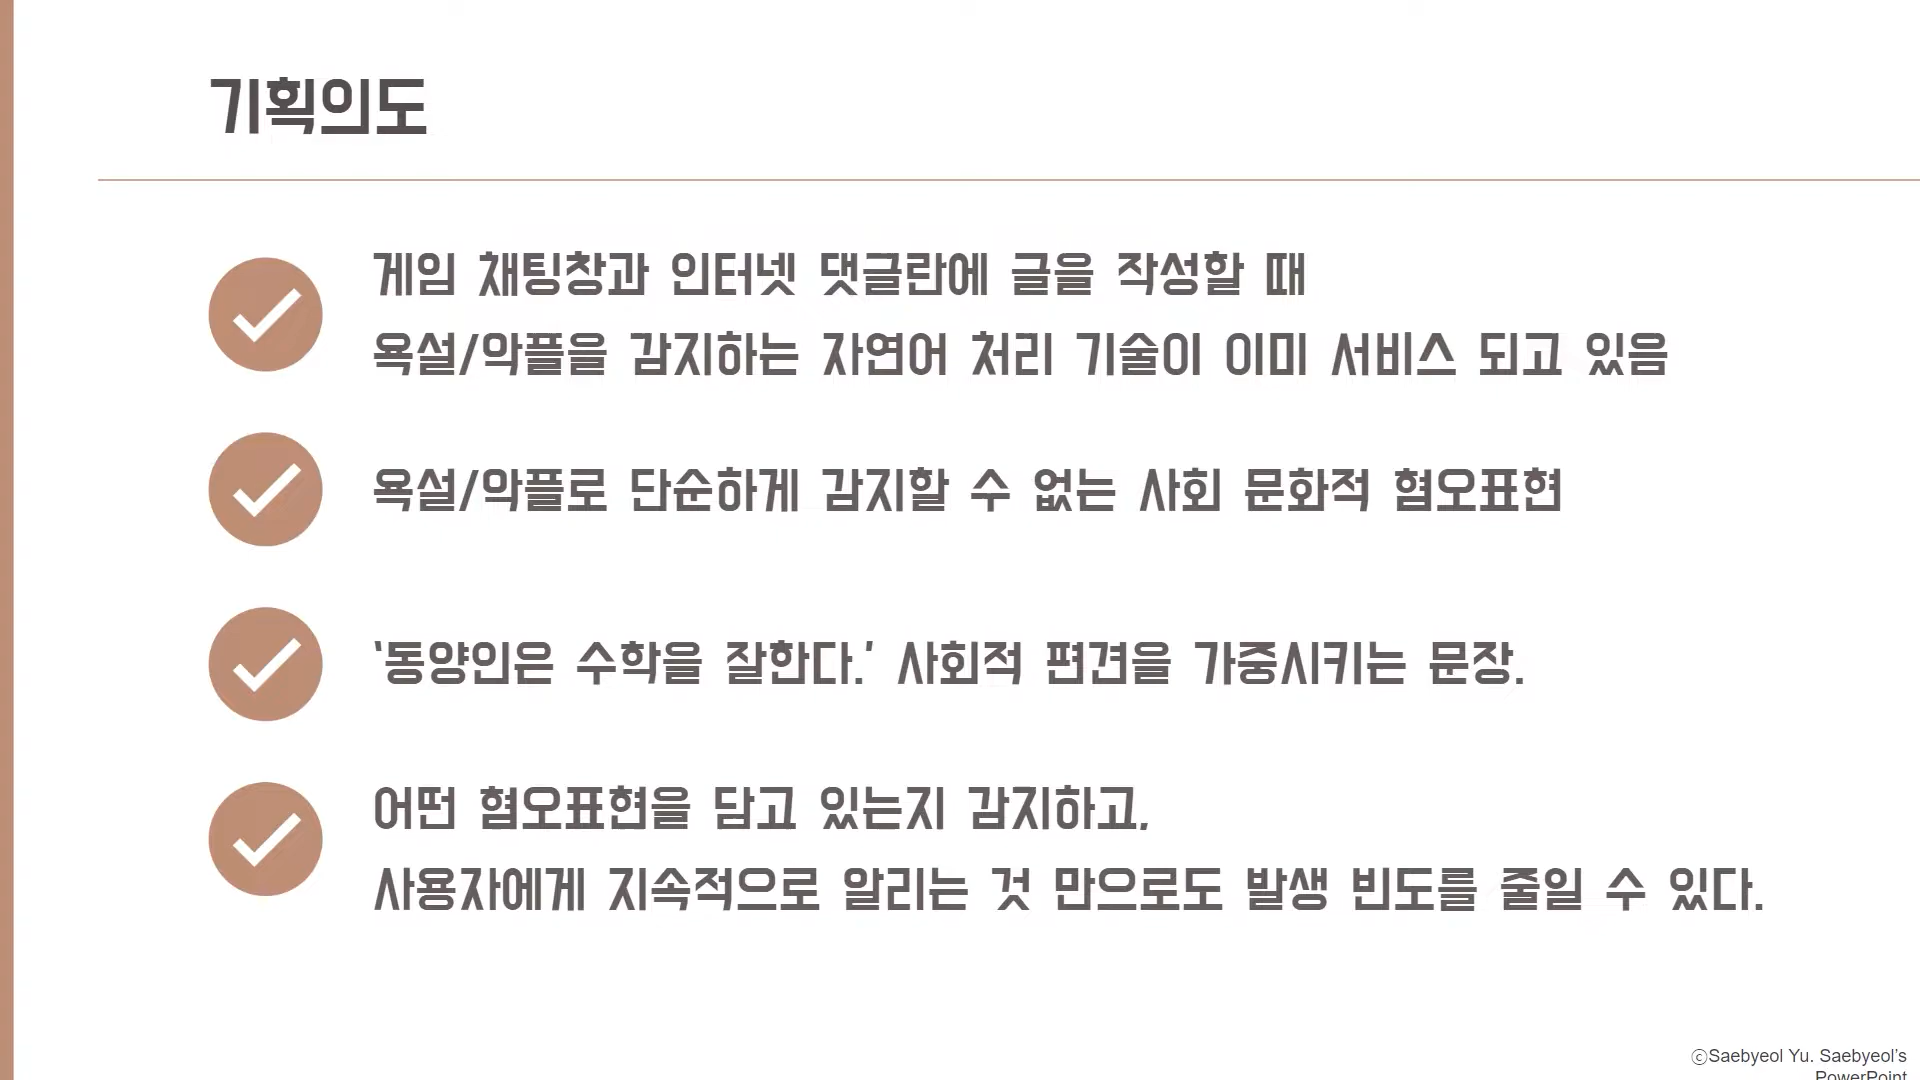 기획의도
게임 채팅창과 인터넷 댓글란에 글을 작성할 때
욕설/악플을 감지하는 자연어 처리 기술이 이미 서비스 되고 있음
욕설/악플로 단순하게 감지할 수 없는 사회 문화적 혐오표현
‘동양인은 수학을 잘한다.’ 사회적 편견을 가중시키는 문장.
어떤 혐오표현을 담고 있는지 감지하고,
사용자에게 지속적으로 알리는 것 만으로도 발생 빈도를 줄일 수 있다.
ⓒSaebyeol Yu. Saebyeol’s
PowerPoint